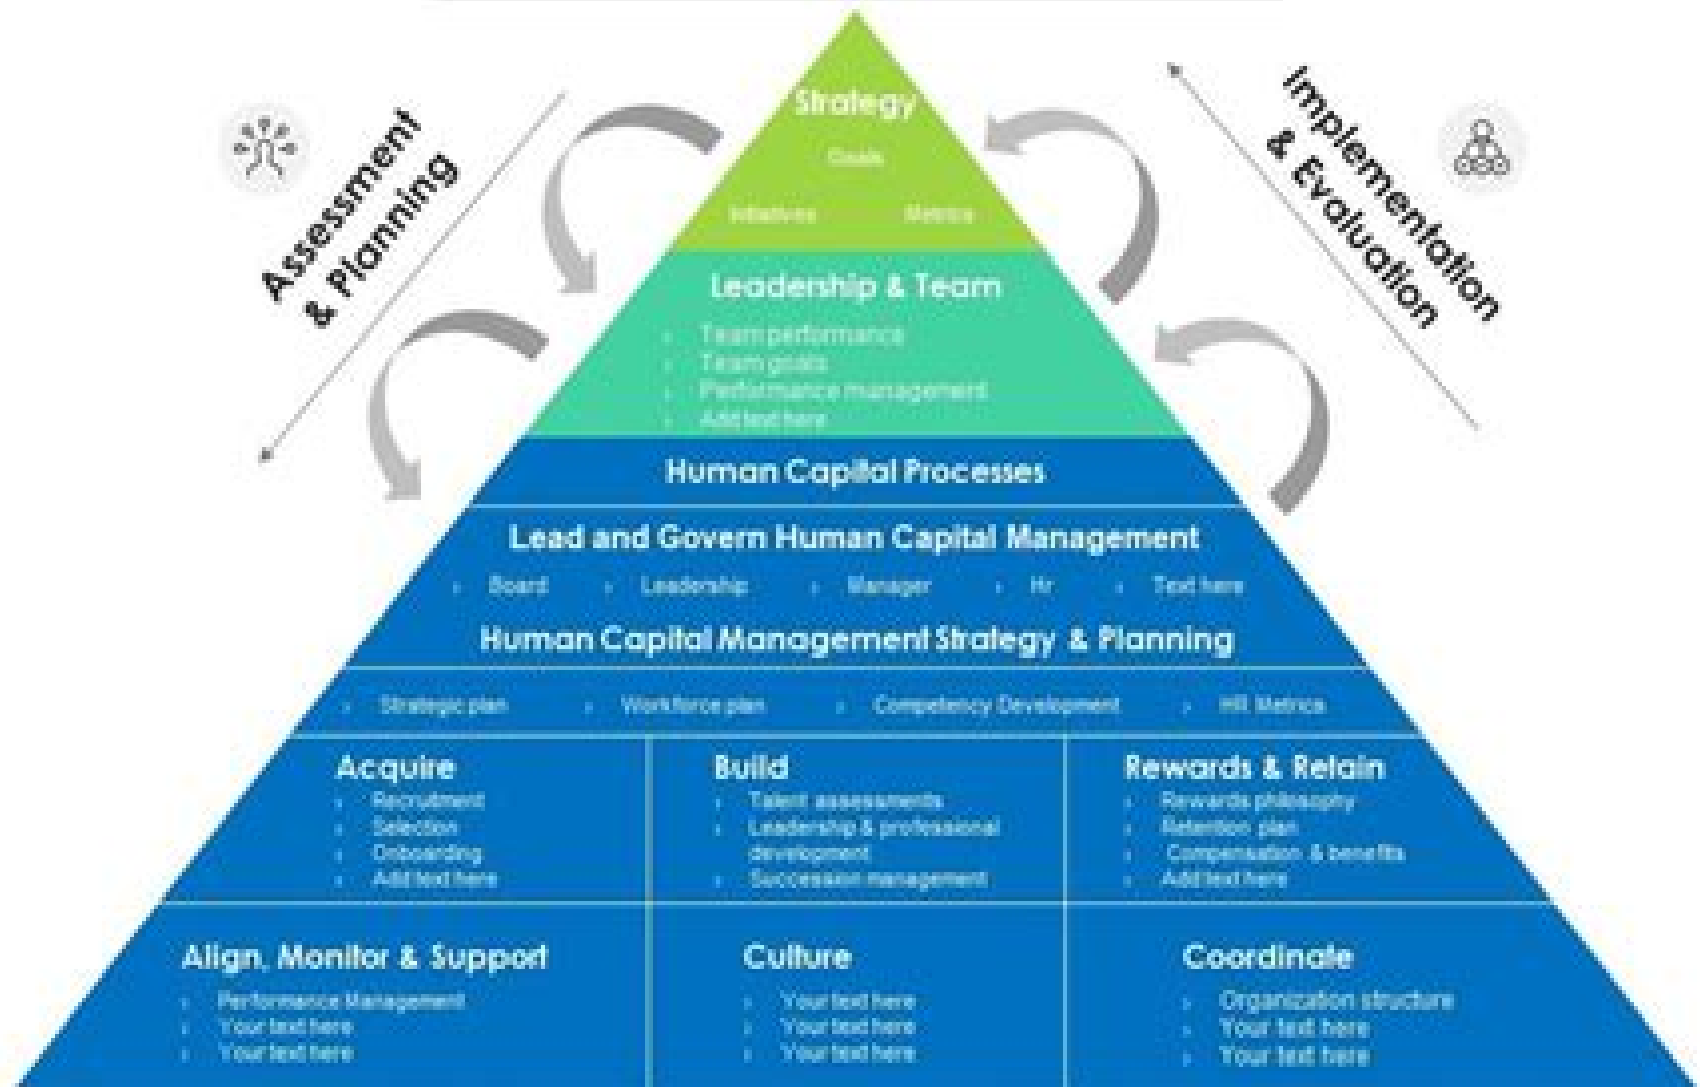 Assessment
& Planning
Implementation
& Evaluation
Strategy
Goals
Initiatives Metrics
Leadership & Team
Team performance
Team goals
Performance management
Add text here
Human Capital Processes
Lead and Govern Human Capital Management
Board Leadership Manager Hr Text here
Human Capital Management Strategy & Planning
Strategic plan Workforce plan Competency Development HR Metrics
Acquire
Recruitment
Selection
Onboarding
Add text here
Build
Talent assessments
Leadership & professional
development
Succession management
Rewards & Retain
Rewards philosophy
Retention plan
Compensation & benefits
Add text here
Align, Monitor & Support
Performance Management
Your text here
Your text here
Culture
Your text here
Your text here
Your text here
Coordinate
Organization structure
Your text here
Your text here